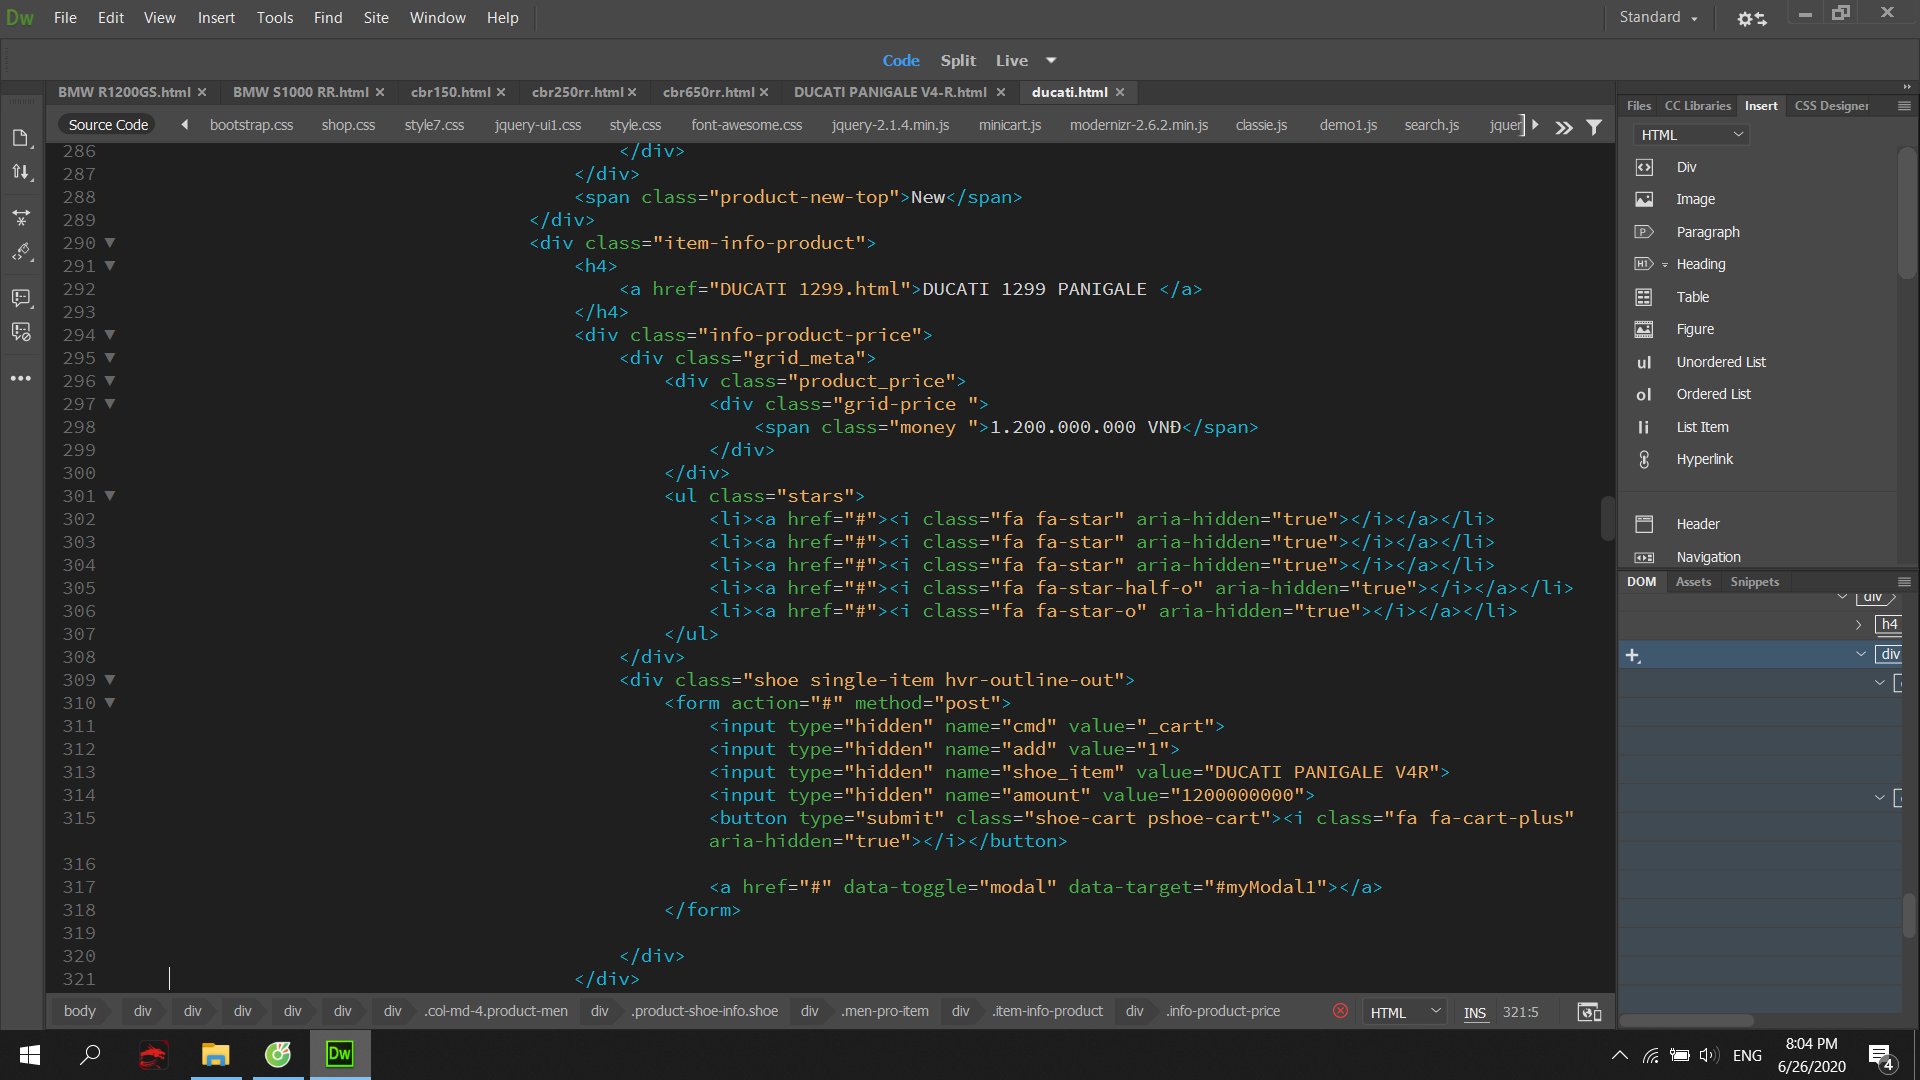 Dw File Edit View Insert Tools Find Site Window Help Standard
Code Split Live
BMW R1200GS.html BMW S1000 RR.html cbr150.html cbr250rr.html cbr650rr.html DUCATI PANIGALE V4-R.html ducati.html
Source Code bootstrap.css shop.css style7.css jquery-ui1.css style.css font-awesome.css jquery-2.1.4.min.js minicart.js modernizr-2.6.2.min.js classie.js demo1.js search.js jquer
286 </div>
287 </div>
288 <span class="product-new-top">New</span>
289 </div>
290 <div class="item-info-product">
291 <h4>
292 <a href="DUCATI 1299.html">DUCATI 1299 PANIGALE </a>
293 </h4>
294 <div class="info-product-price">
295 <div class="grid_meta">
296 <div class="product_price">
297 <div class="grid-price ">
298 <span class="money ">1.200.000.000 VNĐ</span>
299 </div>
300 </div>
301 <ul class="stars">
302 <li><a href="#"><i class="fa fa-star" aria-hidden="true"></i></a></li>
303 <li><a href="#"><i class="fa fa-star" aria-hidden="true"></i></a></li>
304 <li><a href="#"><i class="fa fa-star" aria-hidden="true"></i></a></li>
305 <li><a href="#"><i class="fa fa-star-half-o" aria-hidden="true"></i></a></li>
306 <li><a href="#"><i class="fa fa-star-o" aria-hidden="true"></i></a></li>
307 </ul>
308 </div>
309 <div class="shoe single-item hvr-outline-out">
310 <form action="#" method="post">
311 <input type="hidden" name="cmd" value="_cart">
312 <input type="hidden" name="add" value="1">
313 <input type="hidden" name="shoe_item" value="DUCATI PANIGALE V4R">
314 <input type="hidden" name="amount" value="1200000000">
315 <button type="submit" class="shoe-cart pshoe-cart"><i class="fa fa-cart-plus"
aria-hidden="true"></i></button>
316
317 <a href="#" data-toggle="modal" data-target="#myModal1"></a>
318 </form>
319
320 </div>
321 </div>
body div div div div div div .col-md-4.product-men div .product-shoe-info.shoe div .men-pro-item div .item-info-product div .info-product-price HTML INS 321:5
Files CC Libraries Insert CSS Designer
HTML
Div
Image
P Paragraph
H1 Heading
Table
Figure
ul Unordered List
ol Ordered List
li List Item
Hyperlink
Header
Navigation
DOM Assets Snippets
div
h4
div
Dw ENG 8:04 PM
6/26/2020 4